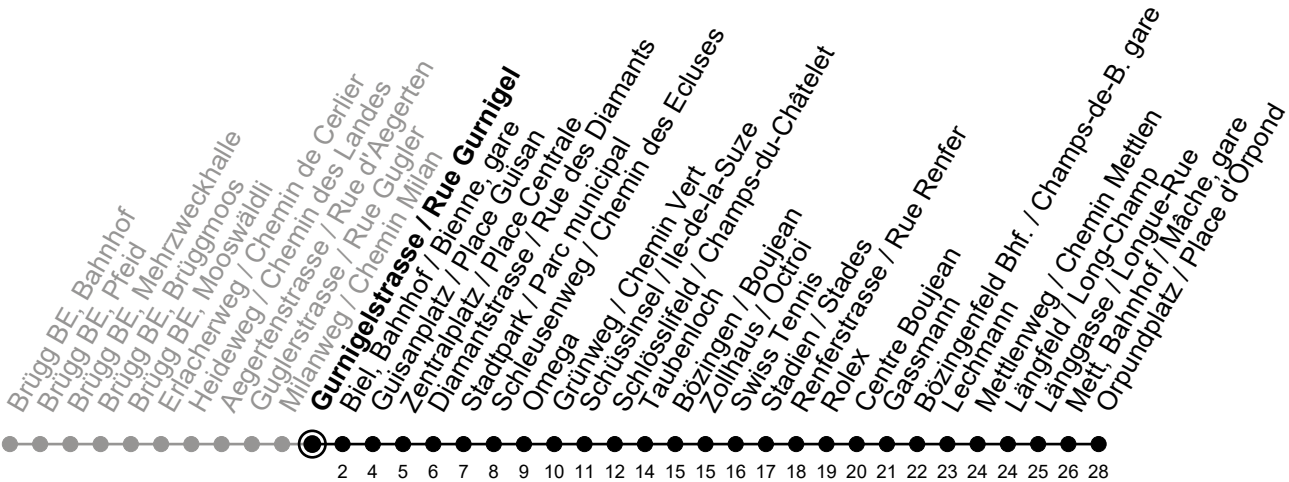 Brügg BE, Bahnhof
Brügg BE, Pfeid
Brügg BE, Mehrzweckhalle
Brügg BE, Brüggmoos
Brügg BE, Mooswäldli
Erlacherweg / Chemin de Cerlier
Heideweg / Chemin des Landes
Aegertenstrasse / Rue d'Aegerten
Guglerstrasse / Rue Gugler
Milanweg / Chemin Milan
Gurnigelstrasse / Rue Gurnigel
Biel, Bahnhof / Bienne, gare
Guisanplatz / Place Guisan
Zentralplatz / Place Centrale
Diamantstrasse / Rue des Diamants
Stadtpark / Parc municipal
Schleusenweg / Chemin des Ecluses
Omega
Grünweg / Chemin Vert
Schüssinsel / Ile-de-la-Suze
Schlösslifeld / Champs-du-Châtelet
Taubenloch
Bözingen / Boujean
Zollhaus / Octroi
Swiss Tennis
Stadien / Stades
Renferstrasse / Rue Renfer
Rolex
Centre Boujean
Gassmann
Bözingenfeld Bhf. / Champs-de-B. gare
Lechmann
Mettlenweg / Chemin Mettlen
Längfeld / Long-Champ
Länggasse / Longue-Rue
Mett, Bahnhof / Mâche, gare
Orpundplatz / Place d'Orpond
2 4 5 6 7 8 9 10 11 12 14 15 15 16 17 18 19 20 21 22 23 24 24 25 26 28